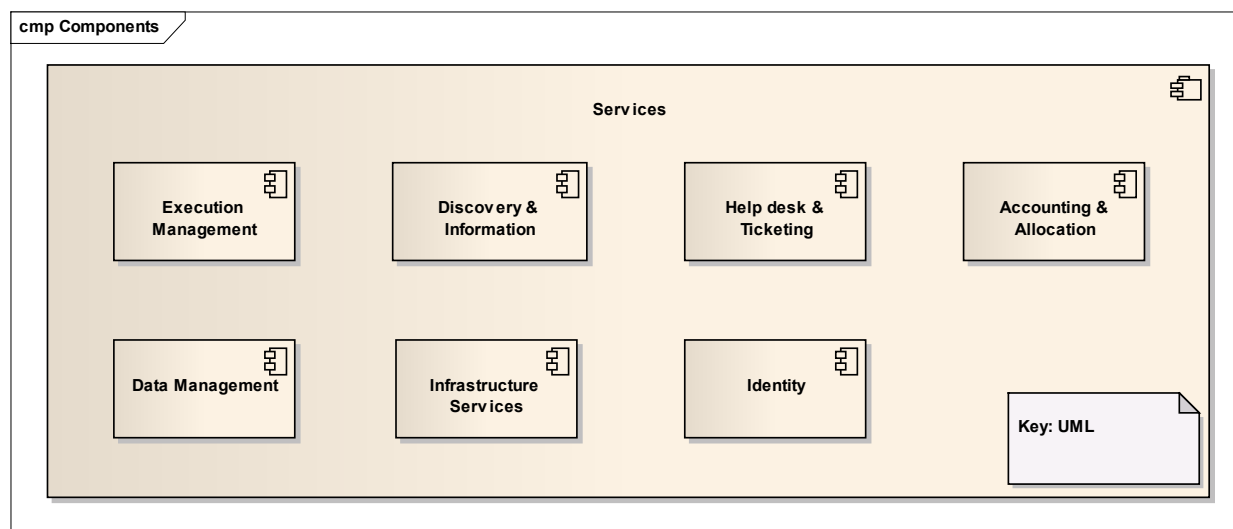 cmp Components
Services
Execution
Management
Discovery &
Information
Help desk &
Ticketing
Accounting &
Allocation
Data Management
Infrastructure
Services
Identity
Key: UML